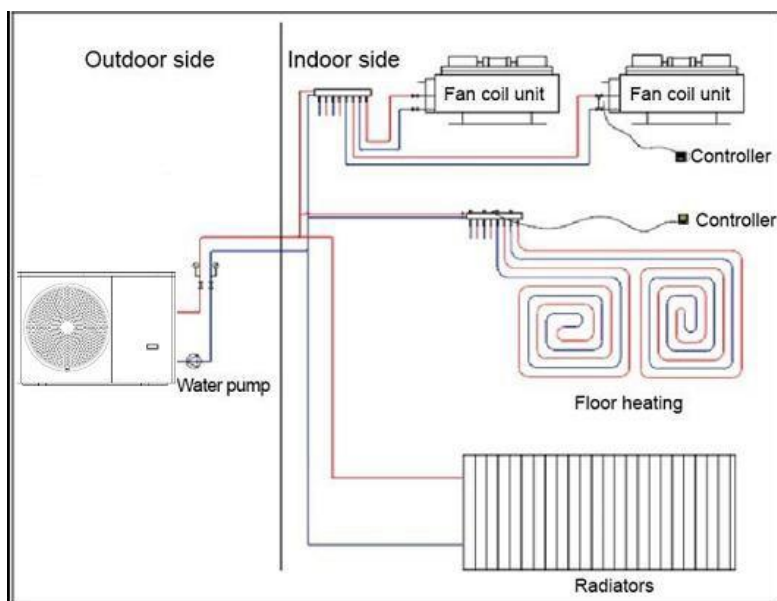 Outdoor side
Indoor side
Fan coil unit
Fan coil unit
Controller
Controller
Water pump
Floor heating
Radiators